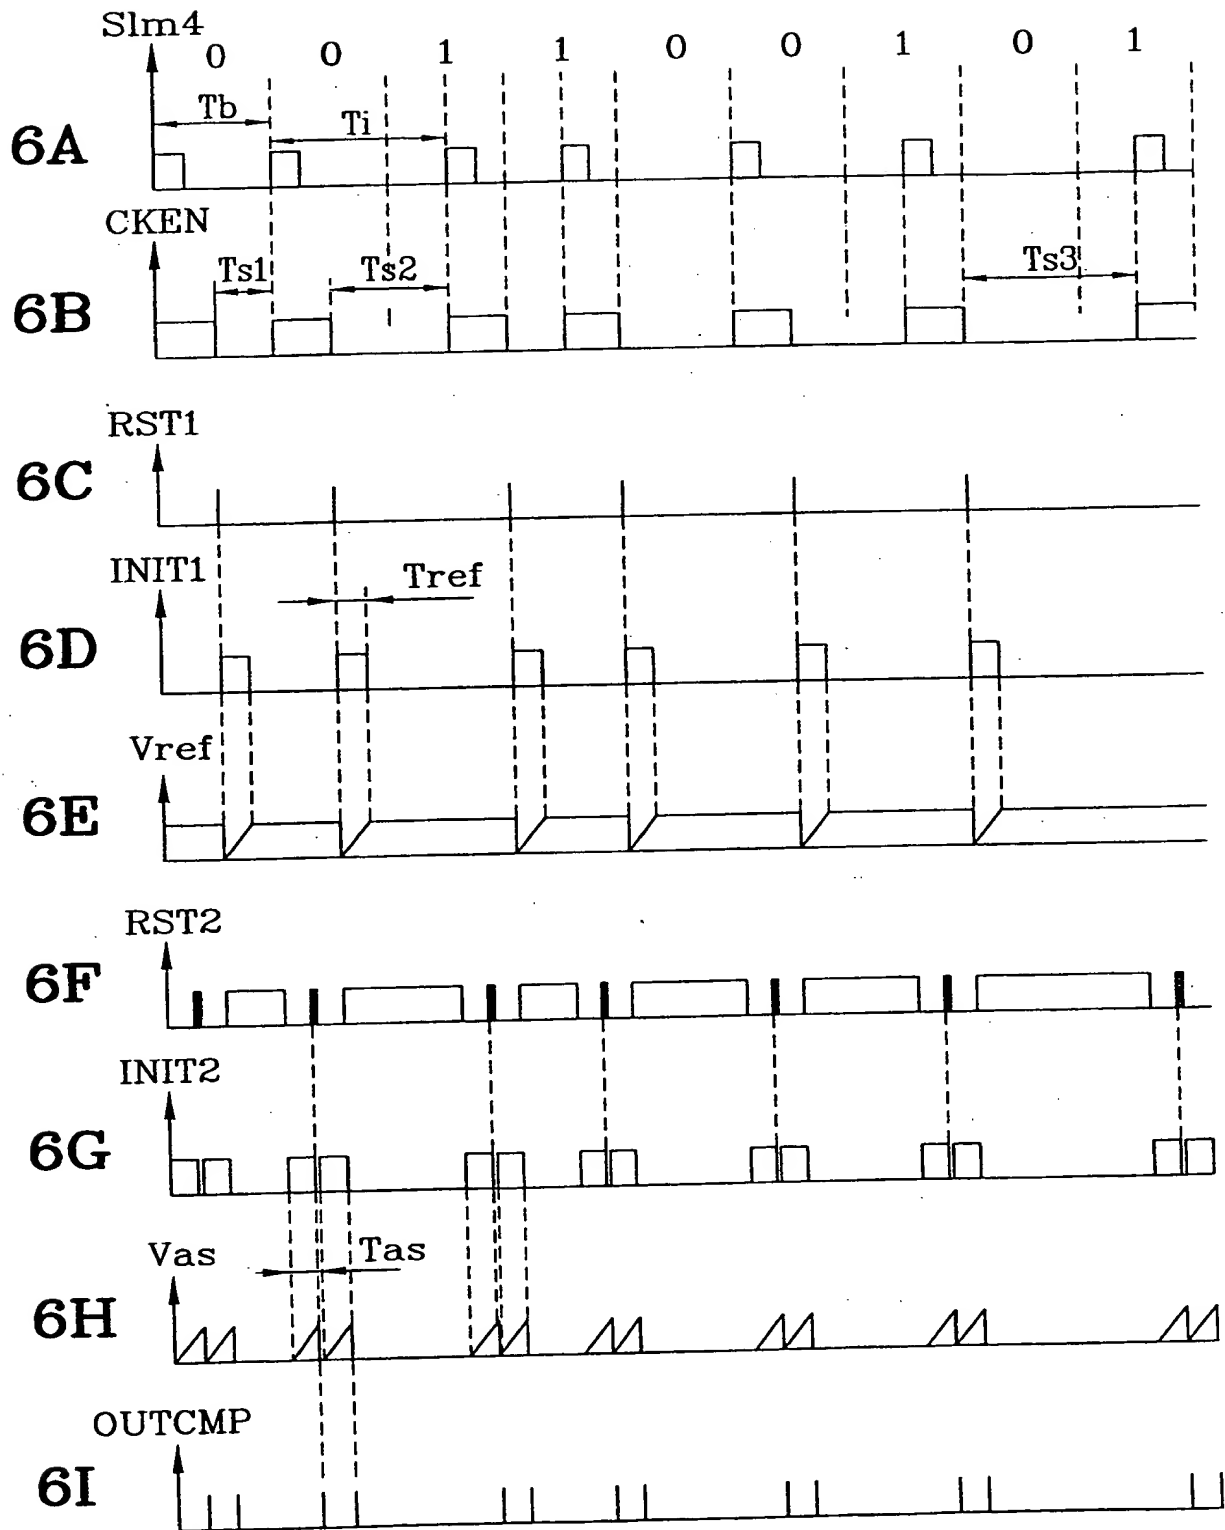 Slm4
0 0 1 1 0 0 1 0 1
6A
Tb
Ti
CKEN
6B
Ts1
Ts2
Ts3
RST1
6C
INIT1
Tref
6D
Vref
6E
RST2
6F
INIT2
6G
Vas
Tas
6H
OUTCMP
6I